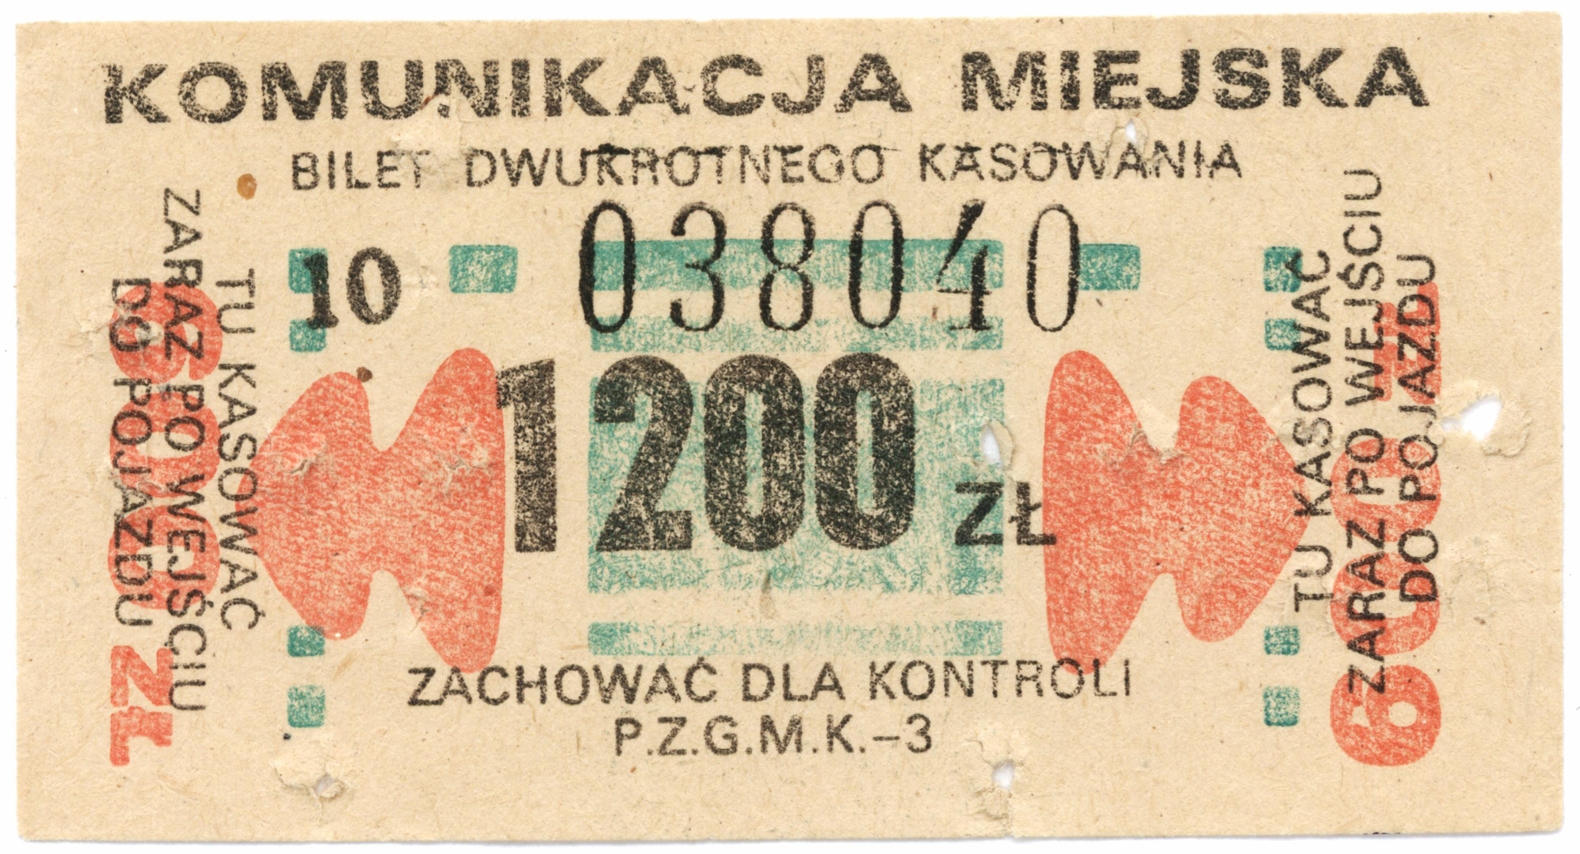 KOMUNIKACJA MIEJSKA
BILET DWUKROTNEGO KASOWANIA
10 038040
1200 ZŁ
ZACHOWAĆ DLA KONTROLI
P.Z.G.M.K.-3
TU KASOWAĆ
ZARAZ PO WEJŚCIU
DO POJAZDU
600 ZŁ
TU KASOWAĆ
ZARAZ PO WEJŚCIU
DO POJAZDU
600 ZŁ